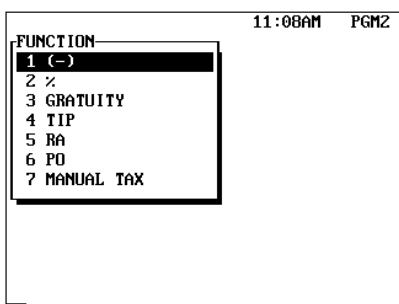 11:08AM PGM2
FUNCTION
1 (-)
2 %
3 GRATUITY
4 TIP
5 RA
6 PO
7 MANUAL TAX